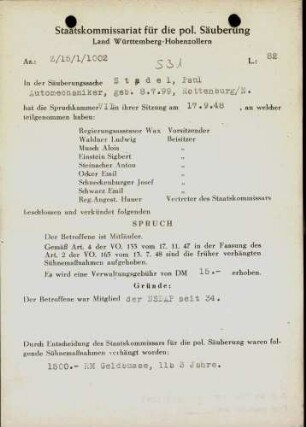 Staatskommissariat für die pol. Säuberung
Land Württemberg-Hohenzollern
Az.: Z/15/1/1002
L. 82
531
In der Säuberungssache Stadel, Paul
Automechaniker, geb. 8.7.99, Rottenburg/N.
hat die Spruchkammer VII in ihrer Sitzung am 17.9.48, an welcher
teilgenommen haben:
Regierungsassessor Wax Vorsitzender
Waldner Ludwig Beisitzer
Musch Alois "
Einstein Sigbert "
Steinacher Anton "
Ocker Emil "
Schneckenburger Josef "
Schwarz Emil "
Reg.Angest. Huser Vertreter des Staatskommissars
beschlossen und verkündet folgenden
SPRUCH
Der Betroffene ist Mitläufer.
Gemäß Art. 4 der VO. 133 vom 17. 11. 47 in der Fassung des
Art. 2 der VO. 165 vom 13. 7. 48 sind die früher verhängten
Sühnemaßnahmen aufgehoben.
Es wird eine Verwaltungsgebühr von DM 15.- erhoben.
Gründe:
Der Betroffene war Mitglied der NSDAP seit 34.
Durch Entscheidung des Staatskommissars für die pol. Säuberung waren fol-
gende Sühnemaßnahmen verhängt worden:
1800.- RM Geldbusse, 11b 3 Jahre.